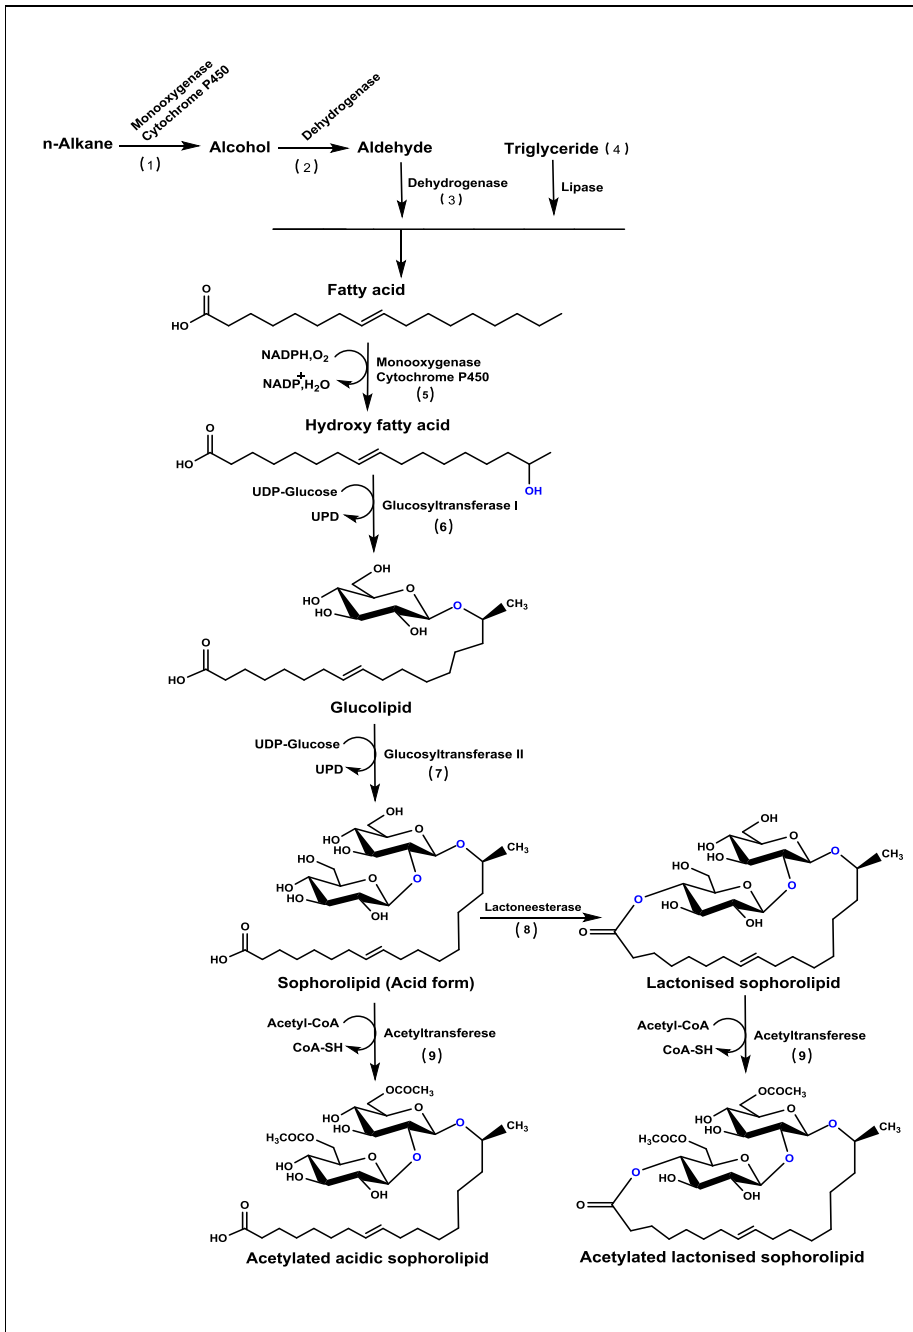 Monooxygenase
Cytochrome P450
Dehydrogenase
n-Alkane
(1)
Alcohol
(2)
Aldehyde
Triglyceride (4)
Dehydrogenase
(3)
Lipase
Fatty acid
O
HO
NADPH,O2
NADP+,H2O
Monooxygenase
Cytochrome P450
(5)
Hydroxy fatty acid
O
HO
OH
UDP-Glucose
UPD
Glucosyltransferase I
(6)
OH
O
HO
HO
OH
O
CH3
O
HO
Glucolipid
UDP-Glucose
UPD
Glucosyltransferase II
(7)
OH
O
HO
HO
O
CH3
HO
O
O
HO
HO
OH
O
HO
Sophorolipid (Acid form)
Lactoneesterase
(8)
HO
O
HO
HO
O
CH3
HO
O
O
O
HO
OH
O
Lactonised sophorolipid
Acetyl-CoA
CoA-SH
Acetyltransferese
(9)
Acetyl-CoA
CoA-SH
Acetyltransferese
(9)
OCOCH3
O
HO
HO
O
CH3
H3COCO
O
O
HO
HO
OH
O
HO
Acetylated acidic sophorolipid
OCOCH3
O
HO
HO
O
CH3
H3COCO
O
O
O
HO
OH
O
Acetylated lactonised sophorolipid